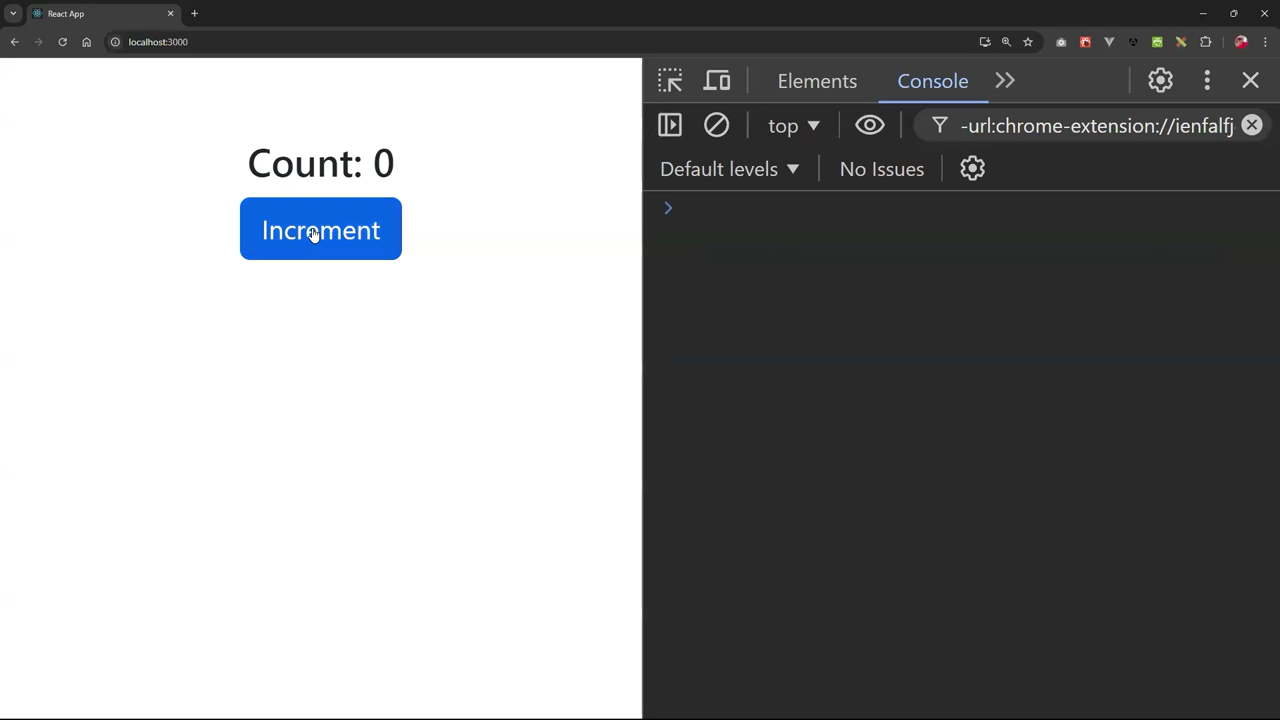 React App
localhost:3000
Elements
Console
top
-url:chrome-extension://ienfalfj
Default levels
No Issues
Count: 0
Increment